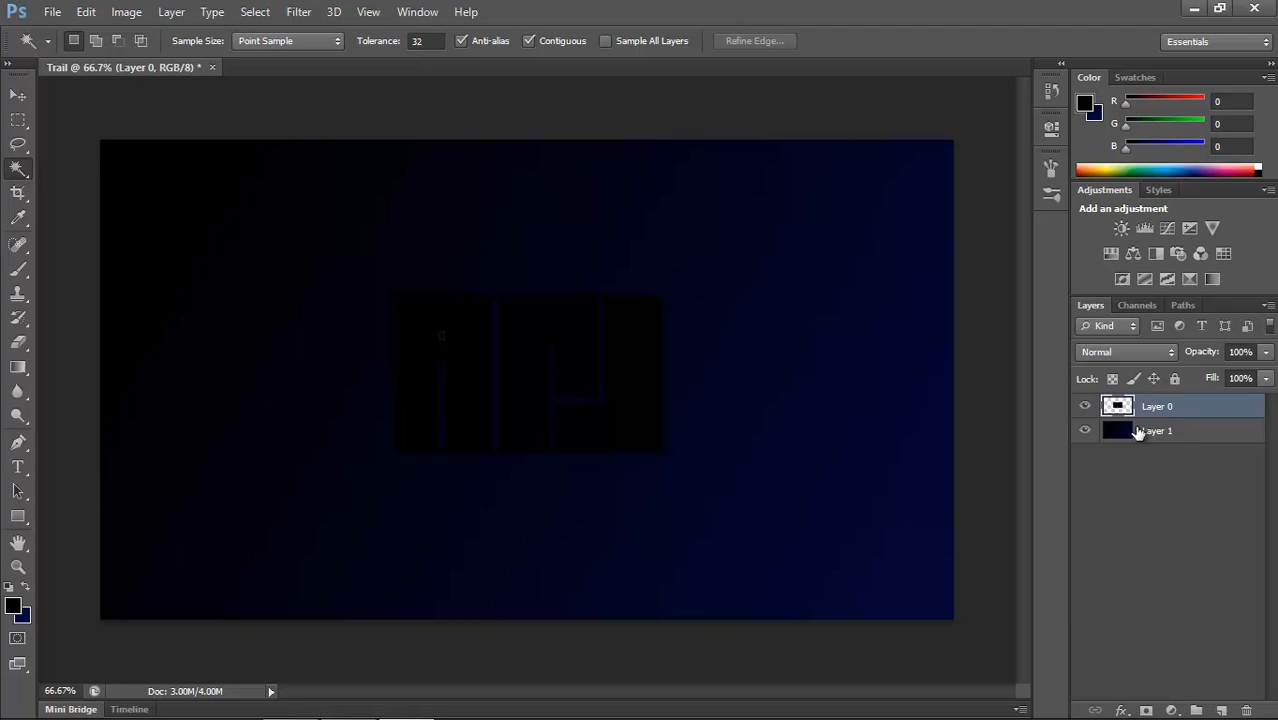 Ps File Edit Image Layer Type Select Filter 3D View Window Help
Sample Size: Point Sample Tolerance: 32 Anti-alias Contiguous Sample All Layers Refine Edge... Essentials
Trail @ 66.7% (Layer 0, RGB/8) * ×
Color Swatches
R 0
G 0
B 0
Adjustments Styles
Add an adjustment
Layers Channels Paths
Kind
Normal Opacity: 100%
Lock: Fill: 100%
Layer 0
Layer 1
66.67% Doc: 3.00M/4.00M
Mini Bridge Timeline